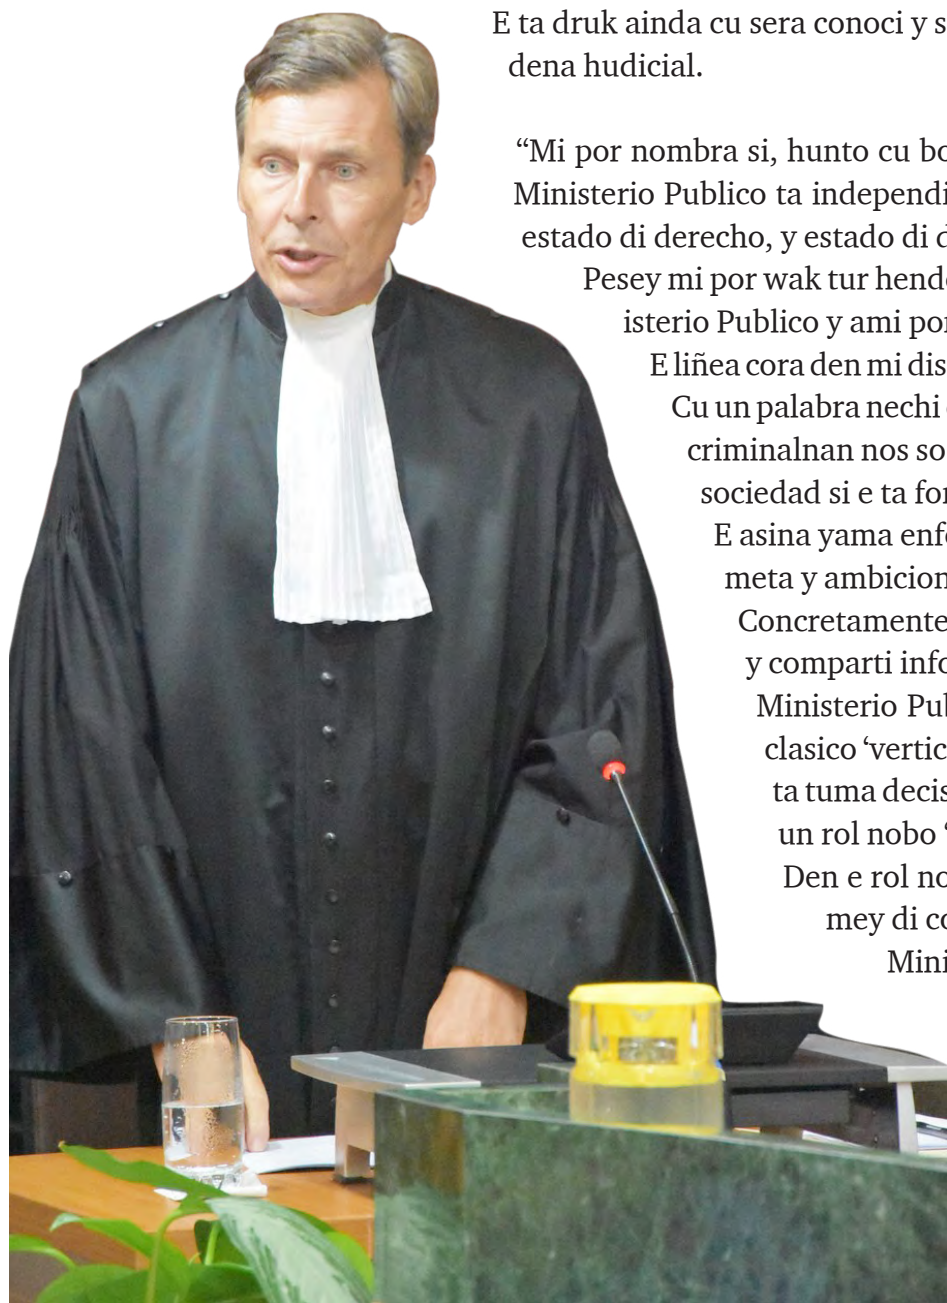 E ta druk ainda cu sera conoci y s
dena hudicial.
“Mi por nombra si, hunto cu bo
Ministerio Publico ta independi
estado di derecho, y estado di d
Pesey mi por wak tur hende
isterio Publico y ami por
E liñea cora den mi dis
Cu un palabra nechi
criminalnan nos so
sociedad si e ta for
E asina yama enfo
meta y ambicion
Concretamente
y comparti info
Ministerio Pub
clasico ‘vertic
ta tuma decis
un rol nobo ‘
Den e rol no
mey di co
Mini